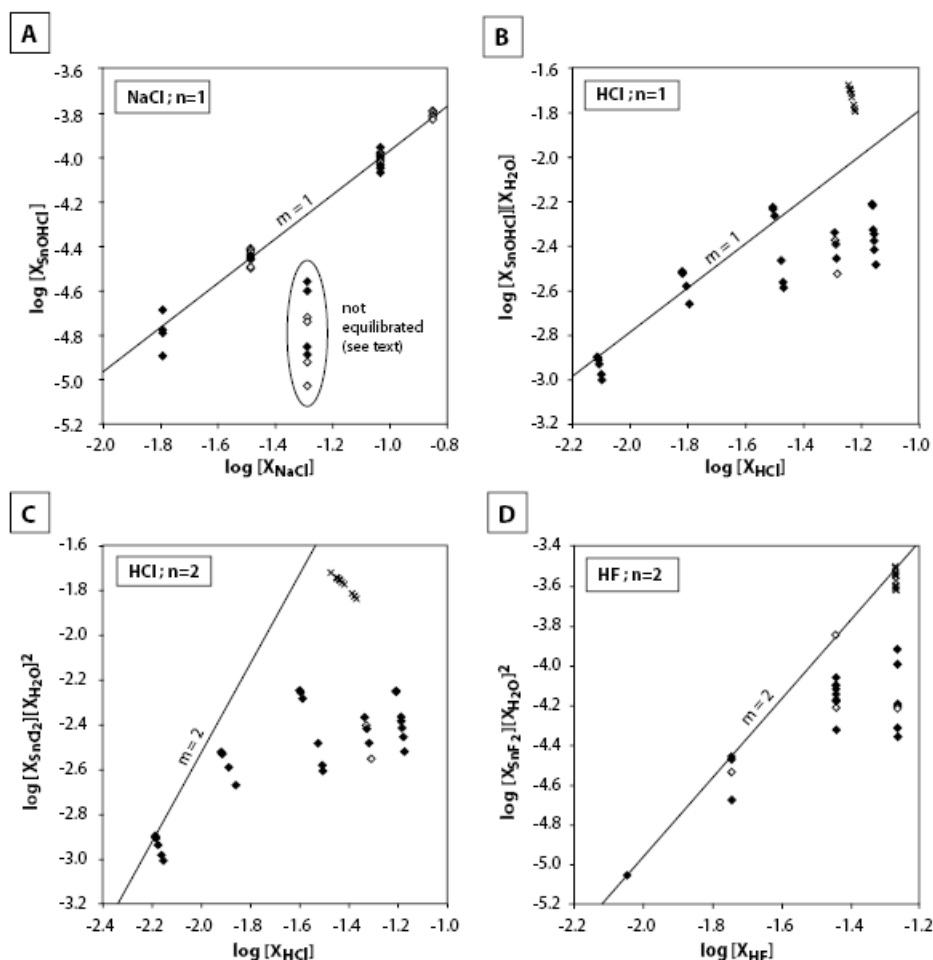 A
NaCl ; n=1
log [XSnOHCl]
-3.6
-3.8
-4.0
-4.2
-4.4
-4.6
-4.8
-5.0
-5.2
m = 1
not
equilibrated
(see text)
-2.0 -1.8 -1.6 -1.4 -1.2 -1.0 -0.8
log [XNaCl]
B
HCl ; n=1
log [XSnOHCl][XH2O]
-1.6
-1.8
-2.0
-2.2
-2.4
-2.6
-2.8
-3.0
-3.2
m = 1
-2.2 -2.0 -1.8 -1.6 -1.4 -1.2 -1.0
log [XHCl]
C
HCl ; n=2
log [XSnCl2][XH2O]2
-1.6
-1.8
-2.0
-2.2
-2.4
-2.6
-2.8
-3.0
-3.2
m = 2
-2.4 -2.2 -2.0 -1.8 -1.6 -1.4 -1.2 -1.0
log [XHCl]
D
HF ; n=2
log [XSnF2][XH2O]2
-3.4
-3.6
-3.8
-4.0
-4.2
-4.4
-4.6
-4.8
-5.0
-5.2
m = 2
-2.2 -2.0 -1.8 -1.6 -1.4 -1.2
log [XHF]